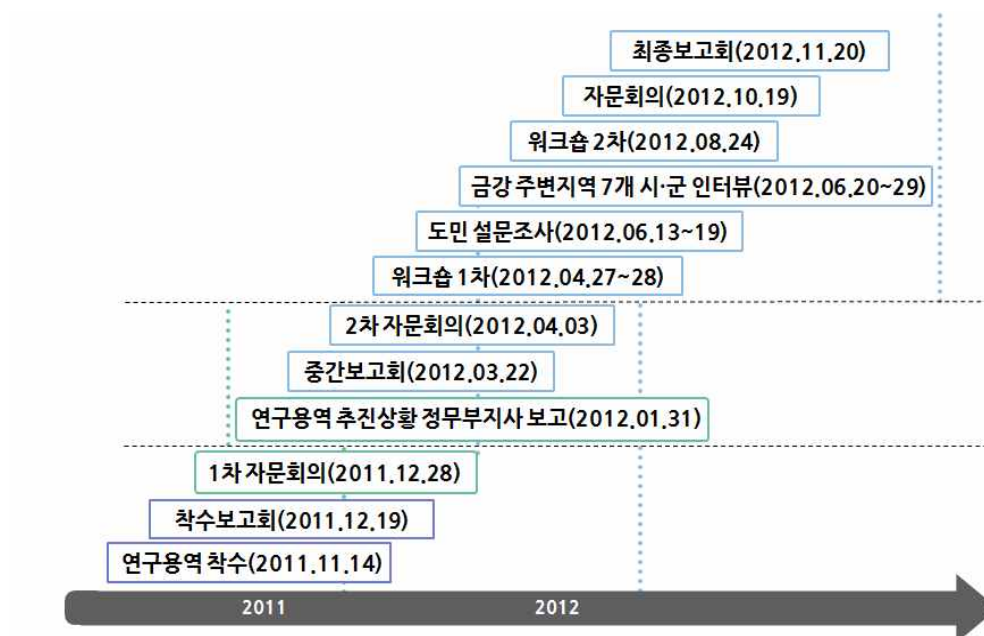 최종보고회(2012.11.20)
자문회의(2012.10.19)
워크숍 2차(2012.08.24)
금강 주변지역 7개 시·군 인터뷰(2012.06.20~29)
도민 설문조사(2012.06.13~19)
워크숍 1차(2012.04.27~28)
2차 자문회의(2012.04.03)
중간보고회(2012.03.22)
연구용역 추진상황 정무부지사 보고(2012.01.31)
1차 자문회의(2011.12.28)
착수보고회(2011.12.19)
연구용역 착수(2011.11.14)
2011 2012